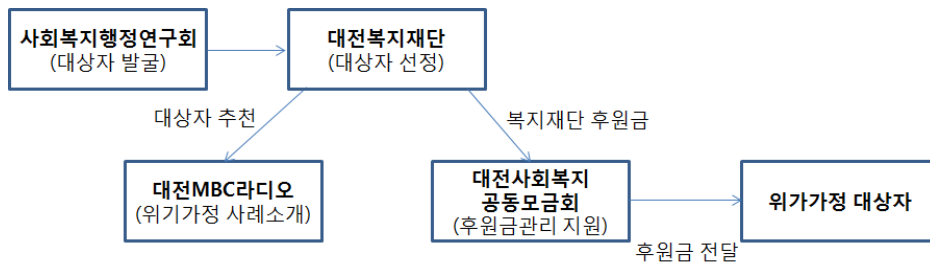 사회복지행정연구회
(대상자 발굴)
대전복지재단
(대상자 선정)
대상자 추천
복지재단 후원금
대전MBC라디오
(위기가정 사례소개)
대전사회복지
공동모금회
(후원금관리 지원)
위가가정 대상자
후원금 전달